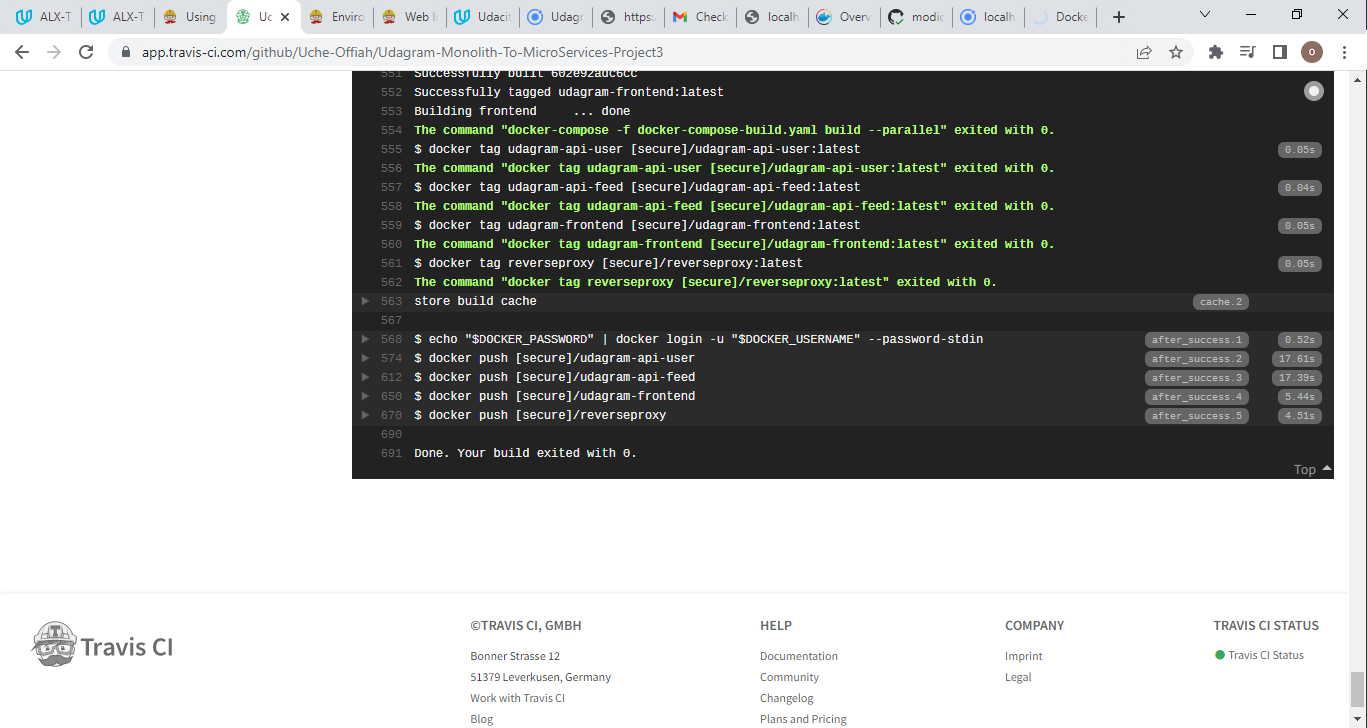 ALX-T
ALX-T
Using
Uc
Enviro
Web I
Udacit
Udagr
https:
Check
localh
Overv
modic
localh
Docke
app.travis-ci.com/github/Uche-Offiah/Udagram-Monolith-To-MicroServices-Project3
O
551 Successfully built 602e92adc6cc
552 Successfully tagged udagram-frontend:latest
553 Building frontend ... done
554 The command "docker-compose -f docker-compose-build.yaml build --parallel" exited with 0.
555 $ docker tag udagram-api-user [secure]/udagram-api-user:latest 0.05s
556 The command "docker tag udagram-api-user [secure]/udagram-api-user:latest" exited with 0.
557 $ docker tag udagram-api-feed [secure]/udagram-api-feed:latest 0.04s
558 The command "docker tag udagram-api-feed [secure]/udagram-api-feed:latest" exited with 0.
559 $ docker tag udagram-frontend [secure]/udagram-frontend:latest 0.05s
560 The command "docker tag udagram-frontend [secure]/udagram-frontend:latest" exited with 0.
561 $ docker tag reverseproxy [secure]/reverseproxy:latest 0.05s
562 The command "docker tag reverseproxy [secure]/reverseproxy:latest" exited with 0.
563 store build cache cache.2
567
568 $ echo "$DOCKER_PASSWORD" | docker login -u "$DOCKER_USERNAME" --password-stdin after_success.1 0.52s
574 $ docker push [secure]/udagram-api-user after_success.2 17.61s
612 $ docker push [secure]/udagram-api-feed after_success.3 17.39s
650 $ docker push [secure]/udagram-frontend after_success.4 5.44s
670 $ docker push [secure]/reverseproxy after_success.5 4.51s
690
691 Done. Your build exited with 0.
Top
Travis CI
©TRAVIS CI, GMBH
Bonner Strasse 12
51379 Leverkusen, Germany
Work with Travis CI
Blog
HELP
Documentation
Community
Changelog
Plans and Pricing
COMPANY
Imprint
Legal
TRAVIS CI STATUS
Travis CI Status